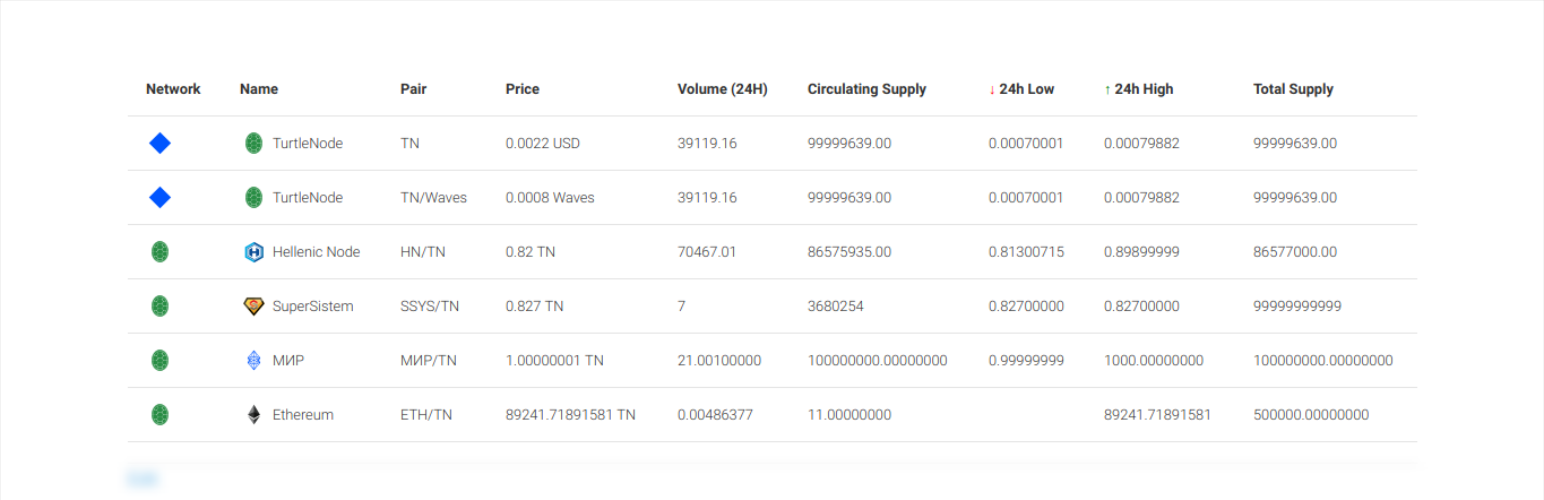 Network Name Pair Price Volume (24H) Circulating Supply ↓ 24h Low ↑ 24h High Total Supply
TurtleNode TN 0.0022 USD 39119.16 99999639.00 0.00070001 0.00079882 99999639.00
TurtleNode TN/Waves 0.0008 Waves 39119.16 99999639.00 0.00070001 0.00079882 99999639.00
Hellenic Node HN/TN 0.82 TN 70467.01 86575935.00 0.81300715 0.89899999 86577000.00
SuperSistem SSYS/TN 0.827 TN 7 3680254 0.82700000 0.82700000 99999999999
МИР МИР/TN 1.00000001 TN 21.00100000 100000000.00000000 0.99999999 1000.00000000 100000000.00000000
Ethereum ETH/TN 89241.71891581 TN 0.00486377 11.00000000 89241.71891581 500000.00000000